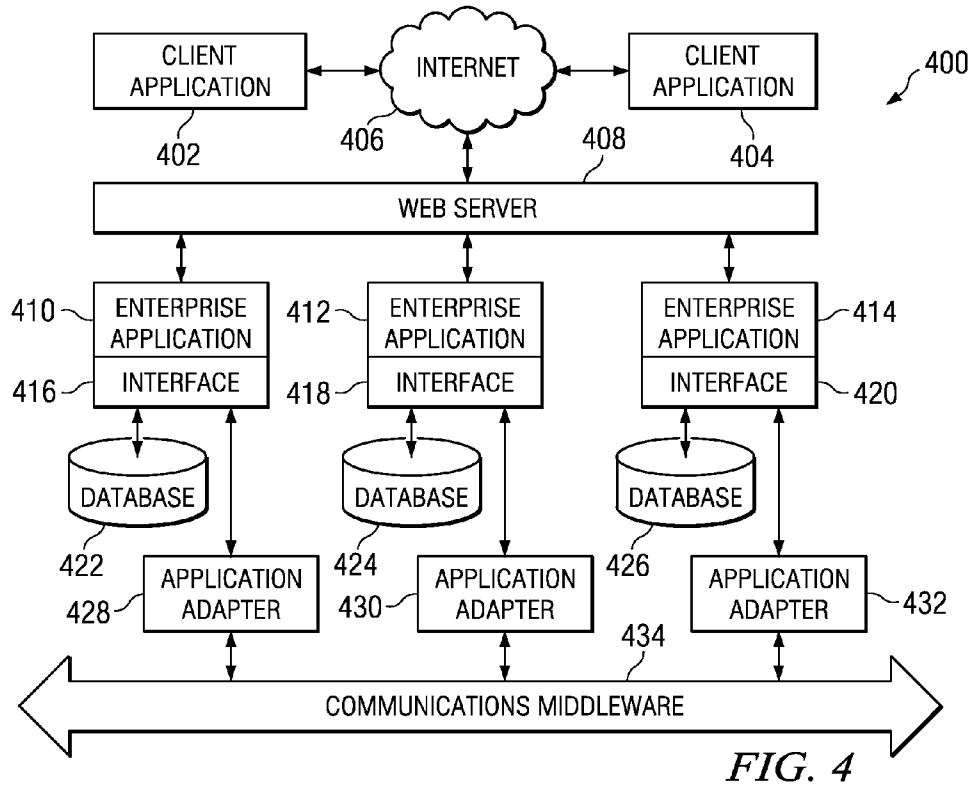 CLIENT
APPLICATION
INTERNET
CLIENT
APPLICATION
400
402
406
408
404
WEB SERVER
410
ENTERPRISE
APPLICATION
412
ENTERPRISE
APPLICATION
ENTERPRISE
APPLICATION
414
416
INTERFACE
418
INTERFACE
INTERFACE
420
DATABASE
DATABASE
DATABASE
422
424
426
428
APPLICATION
ADAPTER
430
APPLICATION
ADAPTER
APPLICATION
ADAPTER
432
434
COMMUNICATIONS MIDDLEWARE
FIG. 4